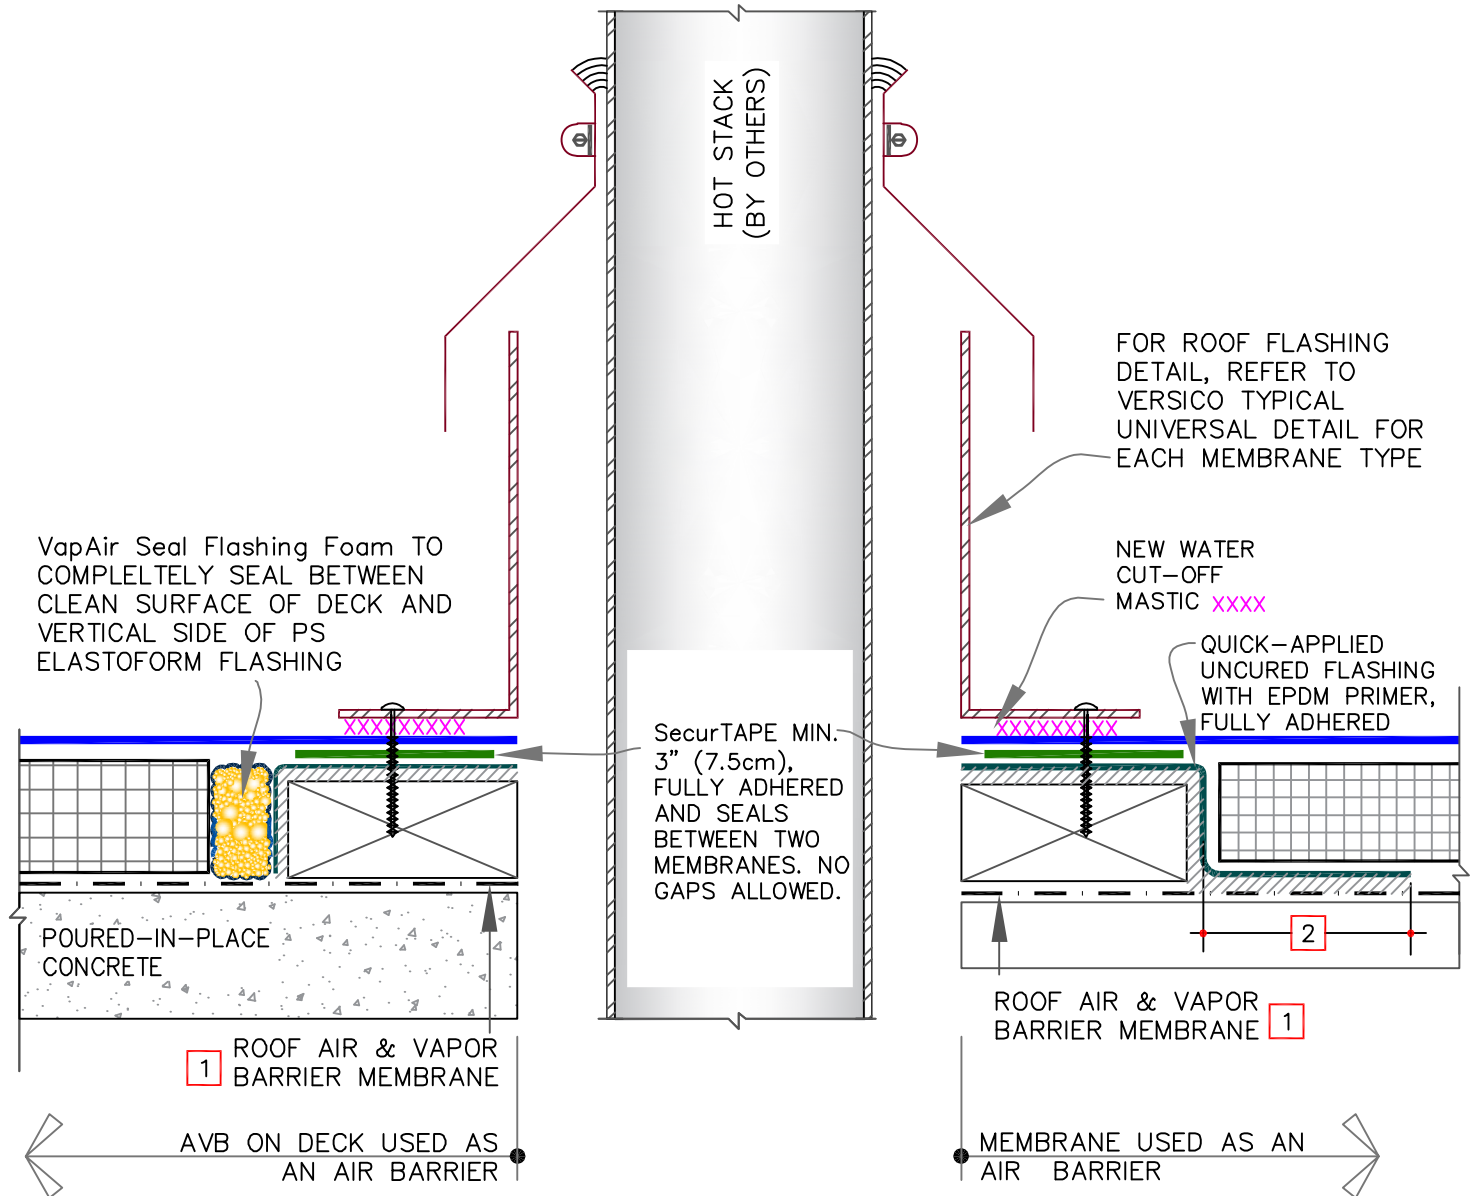 HOT STACK
(BY OTHERS)
FOR ROOF FLASHING
DETAIL, REFER TO
VERSICO TYPICAL
UNIVERSAL DETAIL FOR
EACH MEMBRANE TYPE
VapAir Seal Flashing Foam TO
COMPLELTELY SEAL BETWEEN
CLEAN SURFACE OF DECK AND
VERTICAL SIDE OF PS
ELASTOFORM FLASHING
NEW WATER
CUT-OFF
MASTIC XXXX
QUICK-APPLIED
UNCURED FLASHING
WITH EPDM PRIMER,
FULLY ADHERED
XXXXXXXXX
XXXXXXXXX
SecurTAPE MIN.
3" (7.5cm),
FULLY ADHERED
AND SEALS
BETWEEN TWO
MEMBRANES. NO
GAPS ALLOWED.
POURED-IN-PLACE
CONCRETE
2
ROOF AIR & VAPOR
BARRIER MEMBRANE 1
ROOF AIR & VAPOR
1 BARRIER MEMBRANE
AVB ON DECK USED AS
AN AIR BARRIER
MEMBRANE USED AS AN
AIR BARRIER